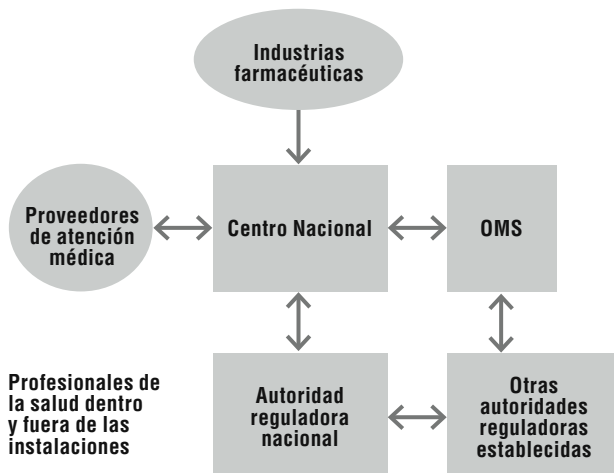 Industrias
farmacéuticas
Proveedores
de atención
médica
Centro Nacional
OMS
Profesionales de
la salud dentro
y fuera de las
instalaciones
Autoridad
reguladora
nacional
Otras
autoridades
reguladoras
establecidas